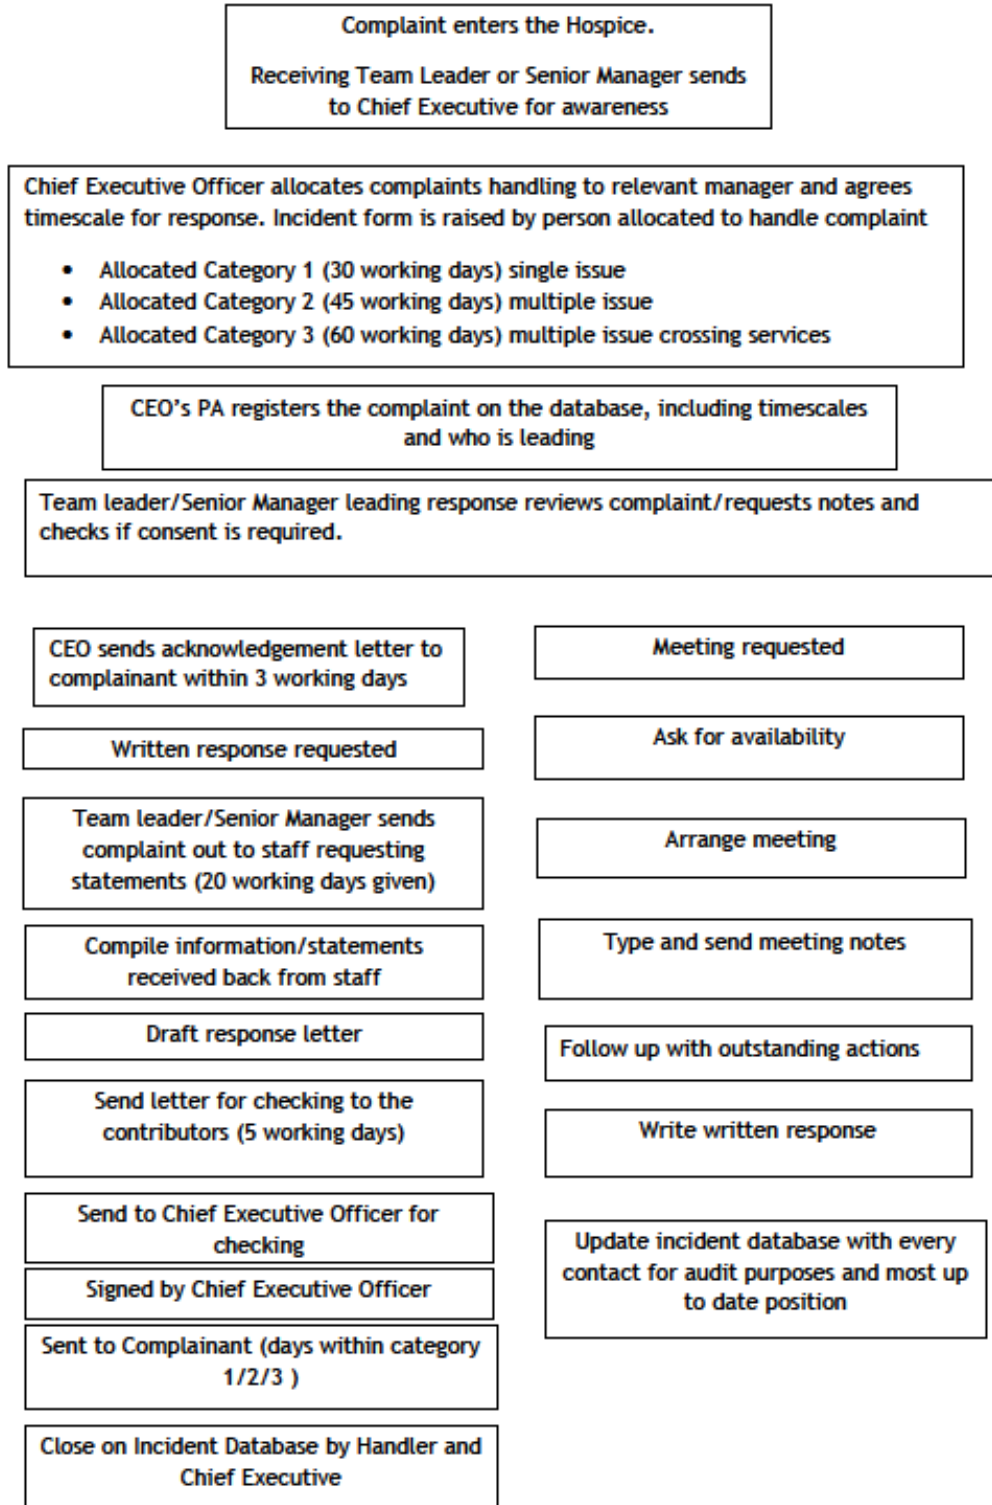 Complaint enters the Hospice.
Receiving Team Leader or Senior Manager sends
to Chief Executive for awareness
Chief Executive Officer allocates complaints handling to relevant manager and agrees
timescale for response. Incident form is raised by person allocated to handle complaint
• Allocated Category 1 (30 working days) single issue
• Allocated Category 2 (45 working days) multiple issue
• Allocated Category 3 (60 working days) multiple issue crossing services
CEO's PA registers the complaint on the database, including timescales
and who is leading
Team leader/Senior Manager leading response reviews complaint/requests notes and
checks if consent is required.
CEO sends acknowledgement letter to
complainant within 3 working days
Written response requested
Team leader/Senior Manager sends
complaint out to staff requesting
statements (20 working days given)
Compile information/statements
received back from staff
Draft response letter
Send letter for checking to the
contributors (5 working days)
Send to Chief Executive Officer for
checking
Signed by Chief Executive Officer
Sent to Complainant (days within category
1/2/3 )
Close on Incident Database by Handler and
Chief Executive
Meeting requested
Ask for availability
Arrange meeting
Type and send meeting notes
Follow up with outstanding actions
Write written response
Update incident database with every
contact for audit purposes and most up
to date position